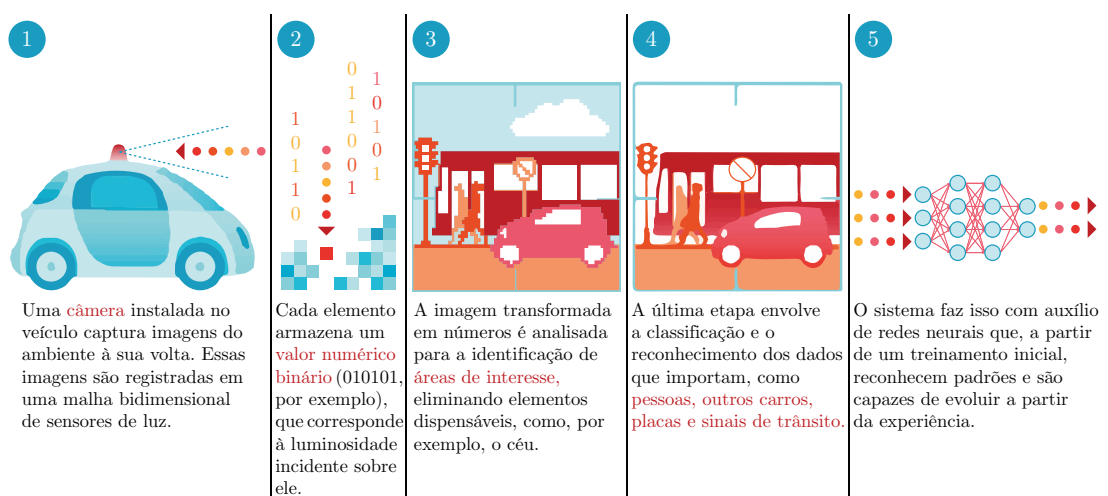 1
Uma câmera instalada no
veículo captura imagens do
ambiente à sua volta. Essas
imagens são registradas em
uma malha bidimensional
de sensores de luz.
2
1
0
1
1
0
0
1
1
0
0
1
1
0
1
0
1
Cada elemento
armazena um
valor numérico
binário (010101,
por exemplo),
que corresponde
à luminosidade
incidente sobre
ele.
3
A imagem transformada
em números é analisada
para a identificação de
áreas de interesse,
eliminando elementos
dispensáveis, como, por
exemplo, o céu.
4
A última etapa envolve
a classificação e o
reconhecimento dos dados
que importam, como
pessoas, outros carros,
placas e sinais de trânsito.
5
O sistema faz isso com auxílio
de redes neurais que, a partir
de um treinamento inicial,
reconhecem padrões e são
capazes de evoluir a partir
da experiência.